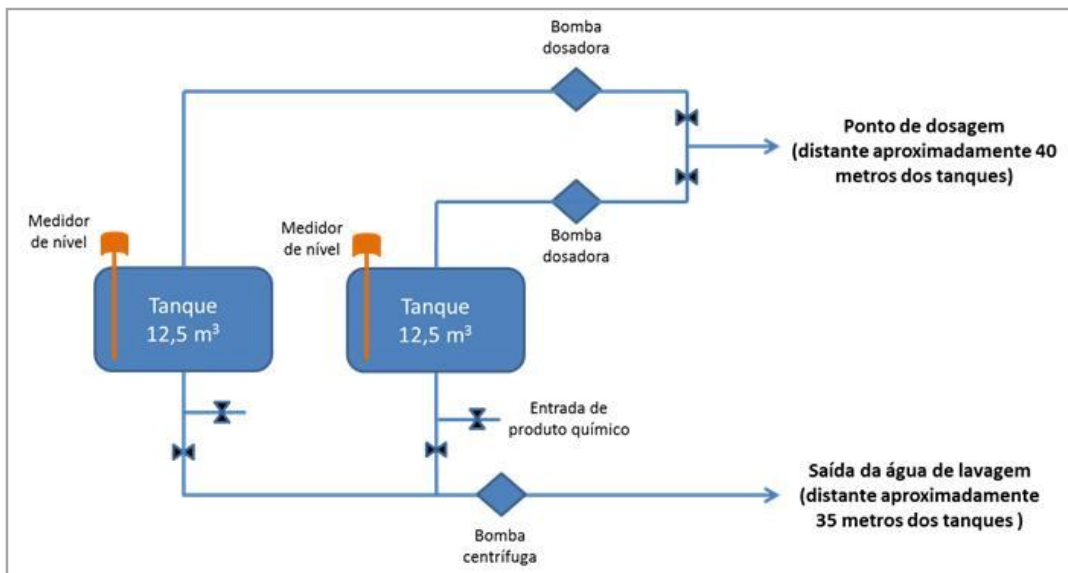 Bomba
dosadora
Ponto de dosagem
(distante aproximadamente 40
metros dos tanques)
Bomba
dosadora
Medidor
de nível
Medidor
de nível
Tanque
12,5 m³
Tanque
12,5 m³
Entrada de
produto químico
Saída da água de lavagem
(distante aproximadamente
35 metros dos tanques )
Bomba
centrífuga